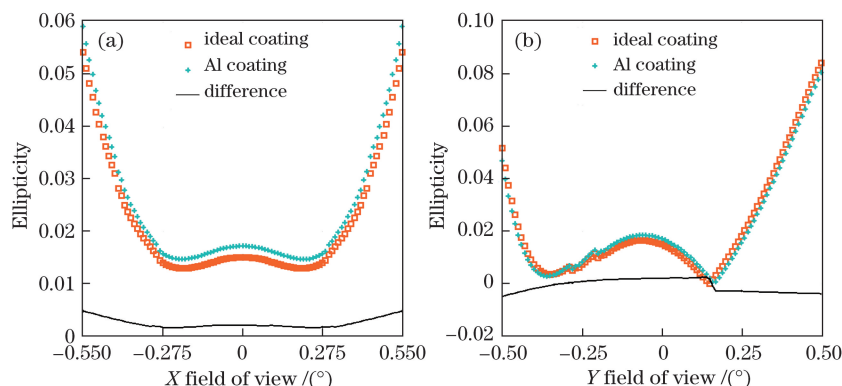 (a)
ideal coating
Al coating
difference
0.06
0.05
0.04
0.03
0.02
0.01
0
Ellipticity
−0.550
−0.275
0
0.275
0.550
X field of view /(°)
(b)
ideal coating
Al coating
difference
0.10
0.08
0.06
0.04
0.02
0
−0.02
Ellipticity
−0.50
−0.25
0
0.25
0.50
Y field of view /(°)